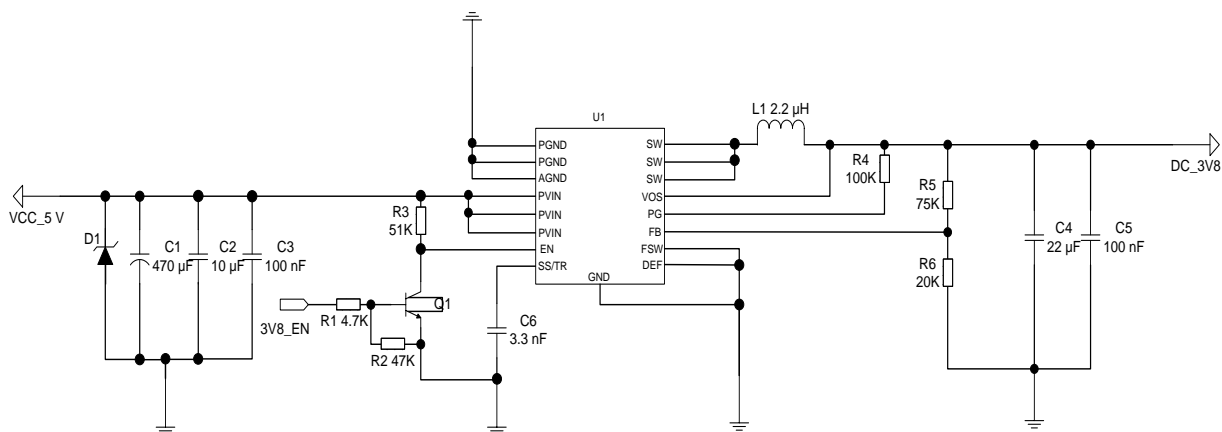 L1 2.2 µH
U1
PGND
PGND
AGND
PVIN
PVIN
PVIN
EN
SS/TR
GND
SW
SW
SW
VOS
PG
FB
FSW
DEF
VCC_5 V
D1
C1
470 µF
C2
10 µF
C3
100 nF
R3
51K
3V8_EN
R1 4.7K
Q1
R2 47K
C6
3.3 nF
R4
100K
R5
75K
R6
20K
C4
22 µF
C5
100 nF
DC_3V8